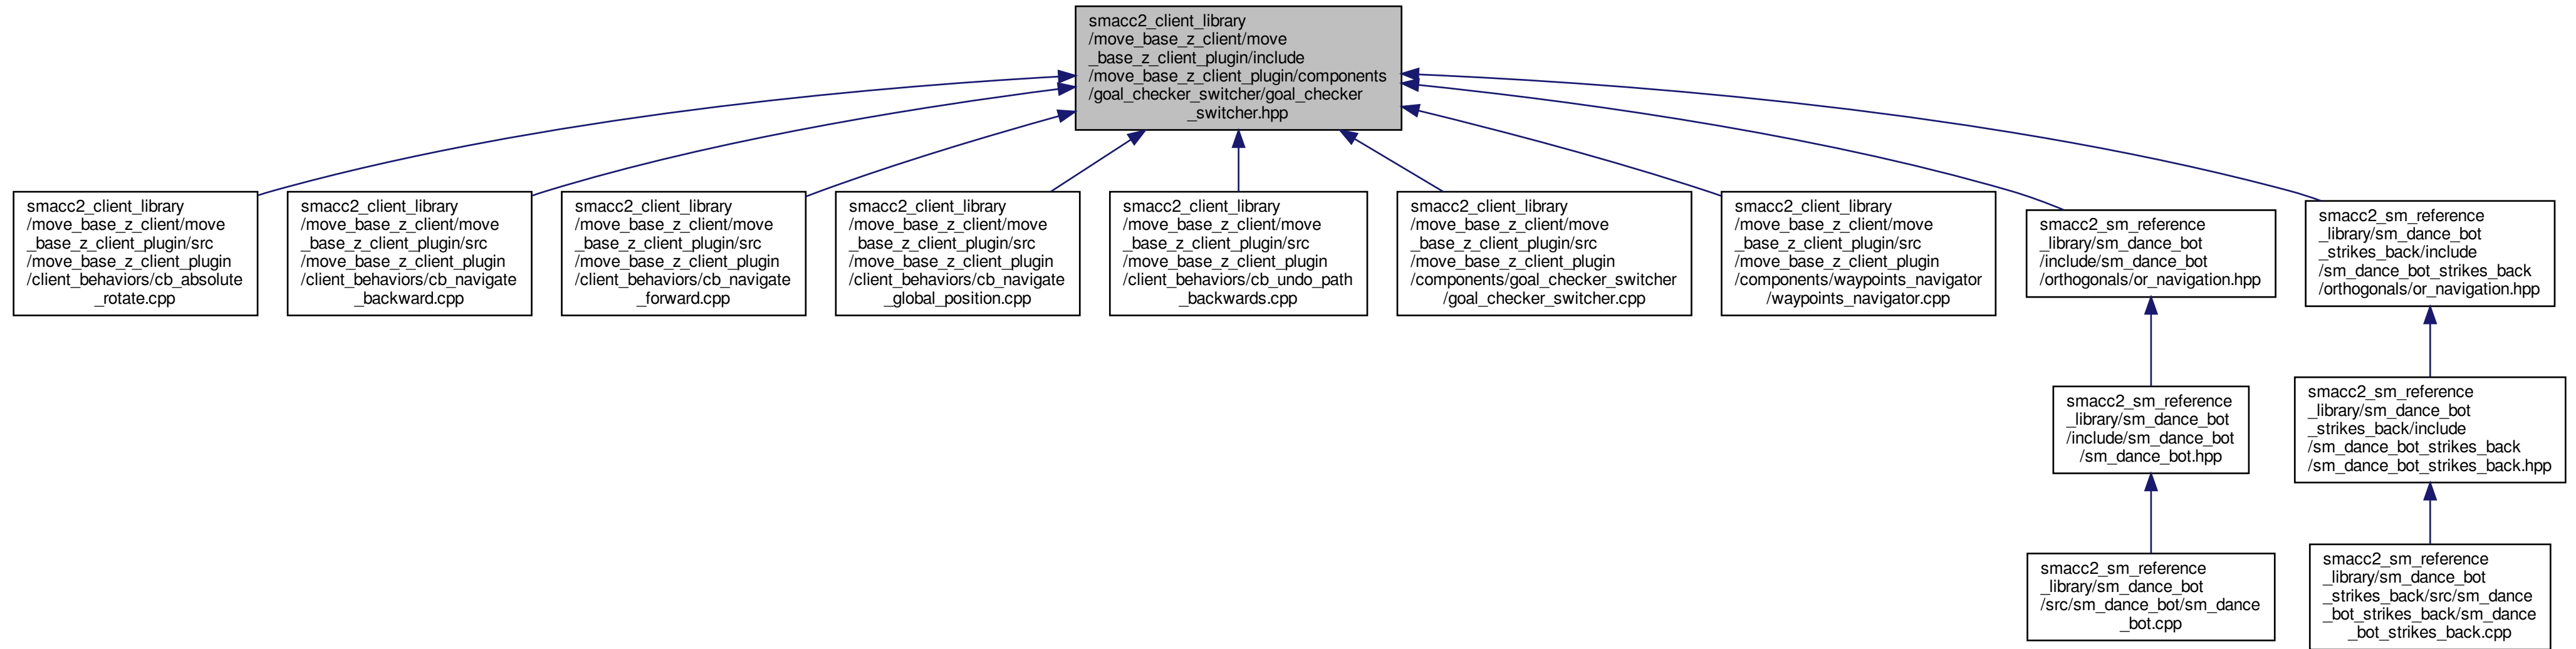 smacc2_client_library
/move_base_z_client/move
_base_z_client_plugin/include
/move_base_z_client_plugin/components
/goal_checker_switcher/goal_checker
_switcher.hpp
smacc2_client_library
/move_base_z_client/move
_base_z_client_plugin/src
/move_base_z_client_plugin
/client_behaviors/cb_absolute
_rotate.cpp
smacc2_client_library
/move_base_z_client/move
_base_z_client_plugin/src
/move_base_z_client_plugin
/client_behaviors/cb_navigate
_backward.cpp
smacc2_client_library
/move_base_z_client/move
_base_z_client_plugin/src
/move_base_z_client_plugin
/client_behaviors/cb_navigate
_forward.cpp
smacc2_client_library
/move_base_z_client/move
_base_z_client_plugin/src
/move_base_z_client_plugin
/client_behaviors/cb_navigate
_global_position.cpp
smacc2_client_library
/move_base_z_client/move
_base_z_client_plugin/src
/move_base_z_client_plugin
/client_behaviors/cb_undo_path
_backwards.cpp
smacc2_client_library
/move_base_z_client/move
_base_z_client_plugin/src
/move_base_z_client_plugin
/components/goal_checker_switcher
/goal_checker_switcher.cpp
smacc2_client_library
/move_base_z_client/move
_base_z_client_plugin/src
/move_base_z_client_plugin
/components/waypoints_navigator
/waypoints_navigator.cpp
smacc2_sm_reference
_library/sm_dance_bot
/include/sm_dance_bot
/orthogonals/or_navigation.hpp
smacc2_sm_reference
_library/sm_dance_bot
_strikes_back/include
/sm_dance_bot_strikes_back
/orthogonals/or_navigation.hpp
smacc2_sm_reference
_library/sm_dance_bot
/include/sm_dance_bot
/sm_dance_bot.hpp
smacc2_sm_reference
_library/sm_dance_bot
_strikes_back/include
/sm_dance_bot_strikes_back
/sm_dance_bot_strikes_back.hpp
smacc2_sm_reference
_library/sm_dance_bot
/src/sm_dance_bot/sm_dance
_bot.cpp
smacc2_sm_reference
_library/sm_dance_bot
_strikes_back/src/sm_dance
_bot_strikes_back/sm_dance
_bot_strikes_back.cpp